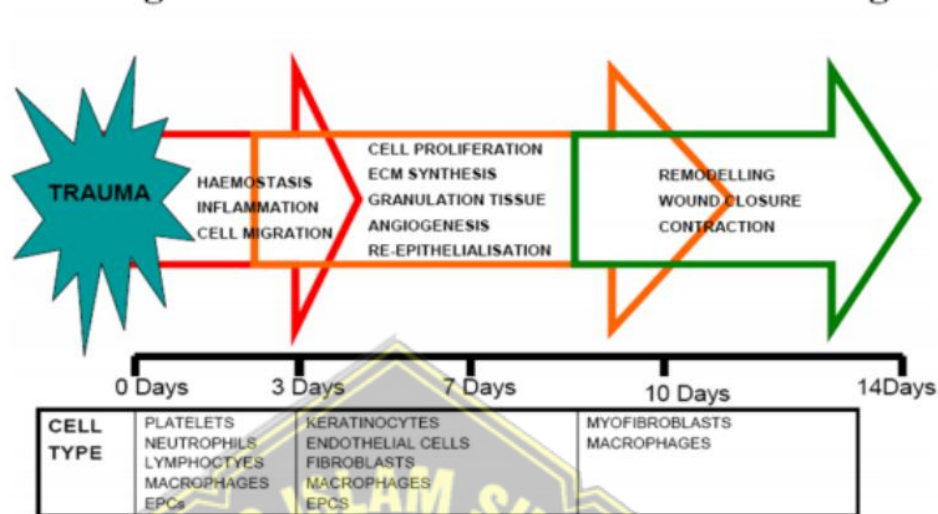 TRAUMA
HAEMOSTASIS
INFLAMMATION
CELL MIGRATION
CELL PROLIFERATION
ECM SYNTHESIS
GRANULATION TISSUE
ANGIOGENESIS
RE-EPITHELIALISATION
REMODELLING
WOUND CLOSURE
CONTRACTION
0 Days
3 Days
7 Days
10 Days
14Days
CELL
TYPE
PLATELETS
NEUTROPHILS
LYMPHOCTYES
MACROPHAGES
EPCs
KERATINOCYTES
ENDOTHELIAL CELLS
FIBROBLASTS
MACROPHAGES
EPCS
MYOFIBROBLASTS
MACROPHAGES
ISLAM